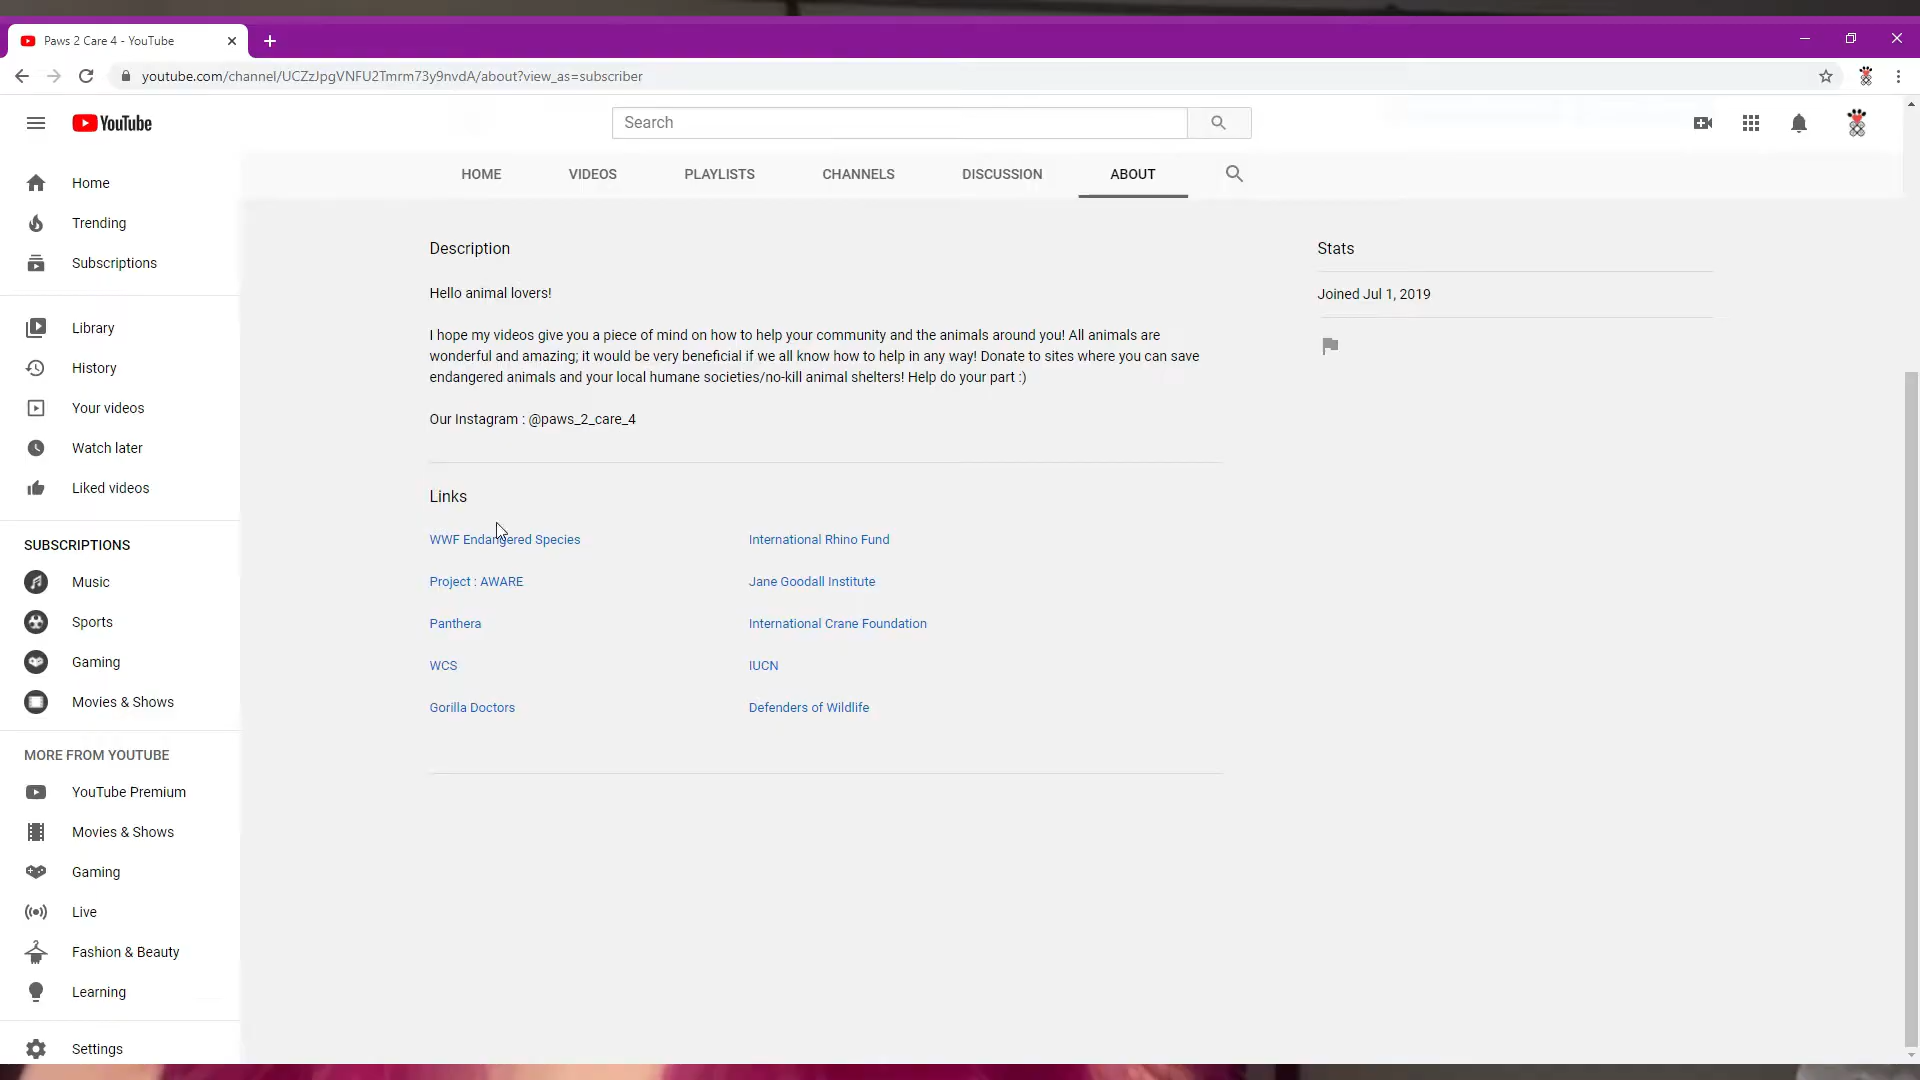 Paws 2 Care 4 - YouTube
youtube.com/channel/UCZzJpgVNFU2Tmrm73y9nvdA/about?view_as=subscriber
YouTube
Search
HOME
VIDEOS
PLAYLISTS
CHANNELS
DISCUSSION
ABOUT
Home
Trending
Subscriptions
Library
History
Your videos
Watch later
Liked videos
SUBSCRIPTIONS
Music
Sports
Gaming
Movies & Shows
MORE FROM YOUTUBE
YouTube Premium
Movies & Shows
Gaming
Live
Fashion & Beauty
Learning
Settings
Description
Hello animal lovers!
I hope my videos give you a piece of mind on how to help your community and the animals around you! All animals are
wonderful and amazing; it would be very beneficial if we all know how to help in any way! Donate to sites where you can save
endangered animals and your local humane societies/no-kill animal shelters! Help do your part :)
Our Instagram : @paws_2_care_4
Links
WWF Endangered Species
International Rhino Fund
Project : AWARE
Jane Goodall Institute
Panthera
International Crane Foundation
WCS
IUCN
Gorilla Doctors
Defenders of Wildlife
Stats
Joined Jul 1, 2019